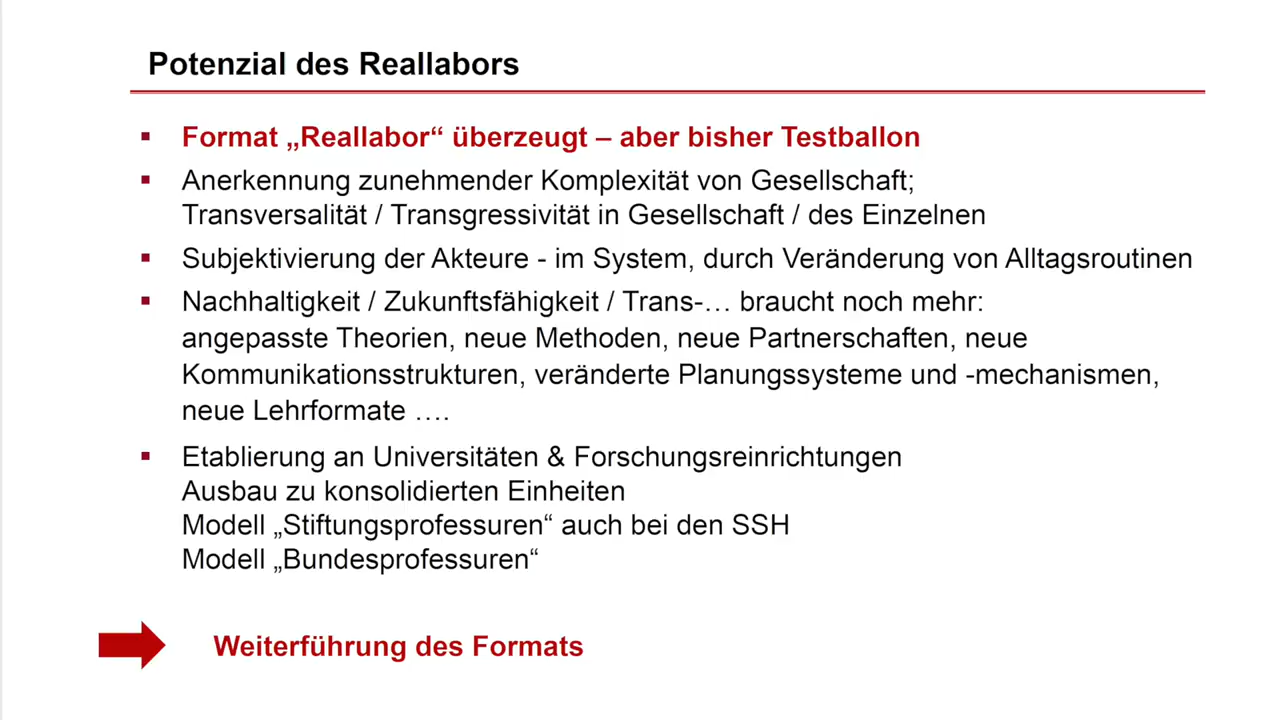 Potenzial des Reallabors
Format „Reallabor“ überzeugt – aber bisher Testballon
Anerkennung zunehmender Komplexität von Gesellschaft;
Transversalität / Transgressivität in Gesellschaft / des Einzelnen
Subjektivierung der Akteure - im System, durch Veränderung von Alltagsroutinen
Nachhaltigkeit / Zukunftsfähigkeit / Trans-… braucht noch mehr:
angepasste Theorien, neue Methoden, neue Partnerschaften, neue
Kommunikationsstrukturen, veränderte Planungssysteme und -mechanismen,
neue Lehrformate ….
Etablierung an Universitäten & Forschungsreinrichtungen
Ausbau zu konsolidierten Einheiten
Modell „Stiftungsprofessuren“ auch bei den SSH
Modell „Bundesprofessuren“
Weiterführung des Formats